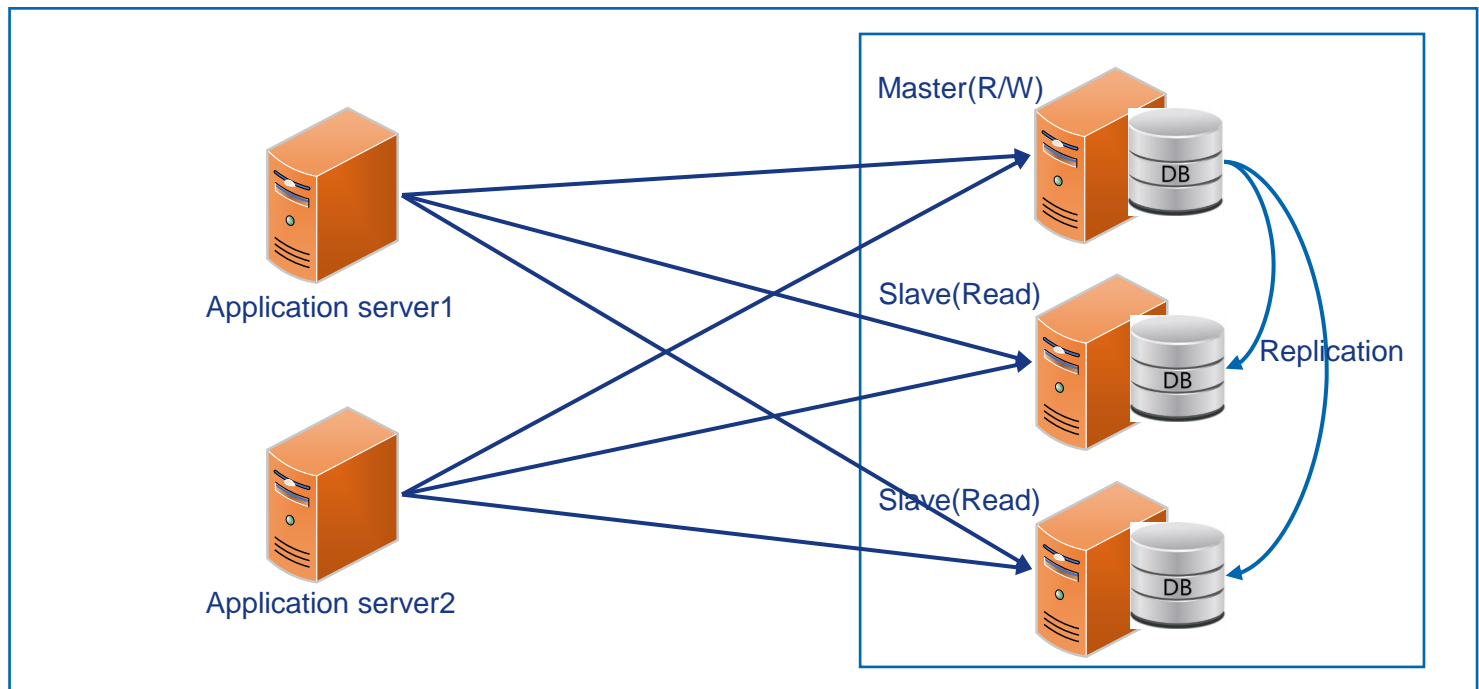 Master(R/W)
DB
Application server1
Slave(Read)
Replication
DB
Slave(Read)
DB
Application server2